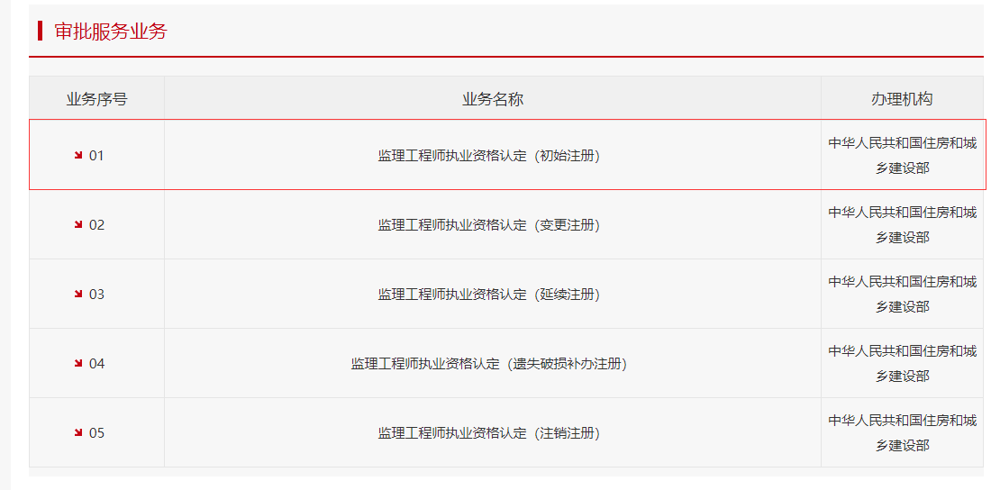 审批服务业务
业务序号 业务名称 办理机构
01 监理工程师执业资格认定（初始注册） 中华人民共和国住房和城
乡建设部
02 监理工程师执业资格认定（变更注册） 中华人民共和国住房和城
乡建设部
03 监理工程师执业资格认定（延续注册） 中华人民共和国住房和城
乡建设部
04 监理工程师执业资格认定（遗失破损补办注册） 中华人民共和国住房和城
乡建设部
05 监理工程师执业资格认定（注销注册） 中华人民共和国住房和城
乡建设部